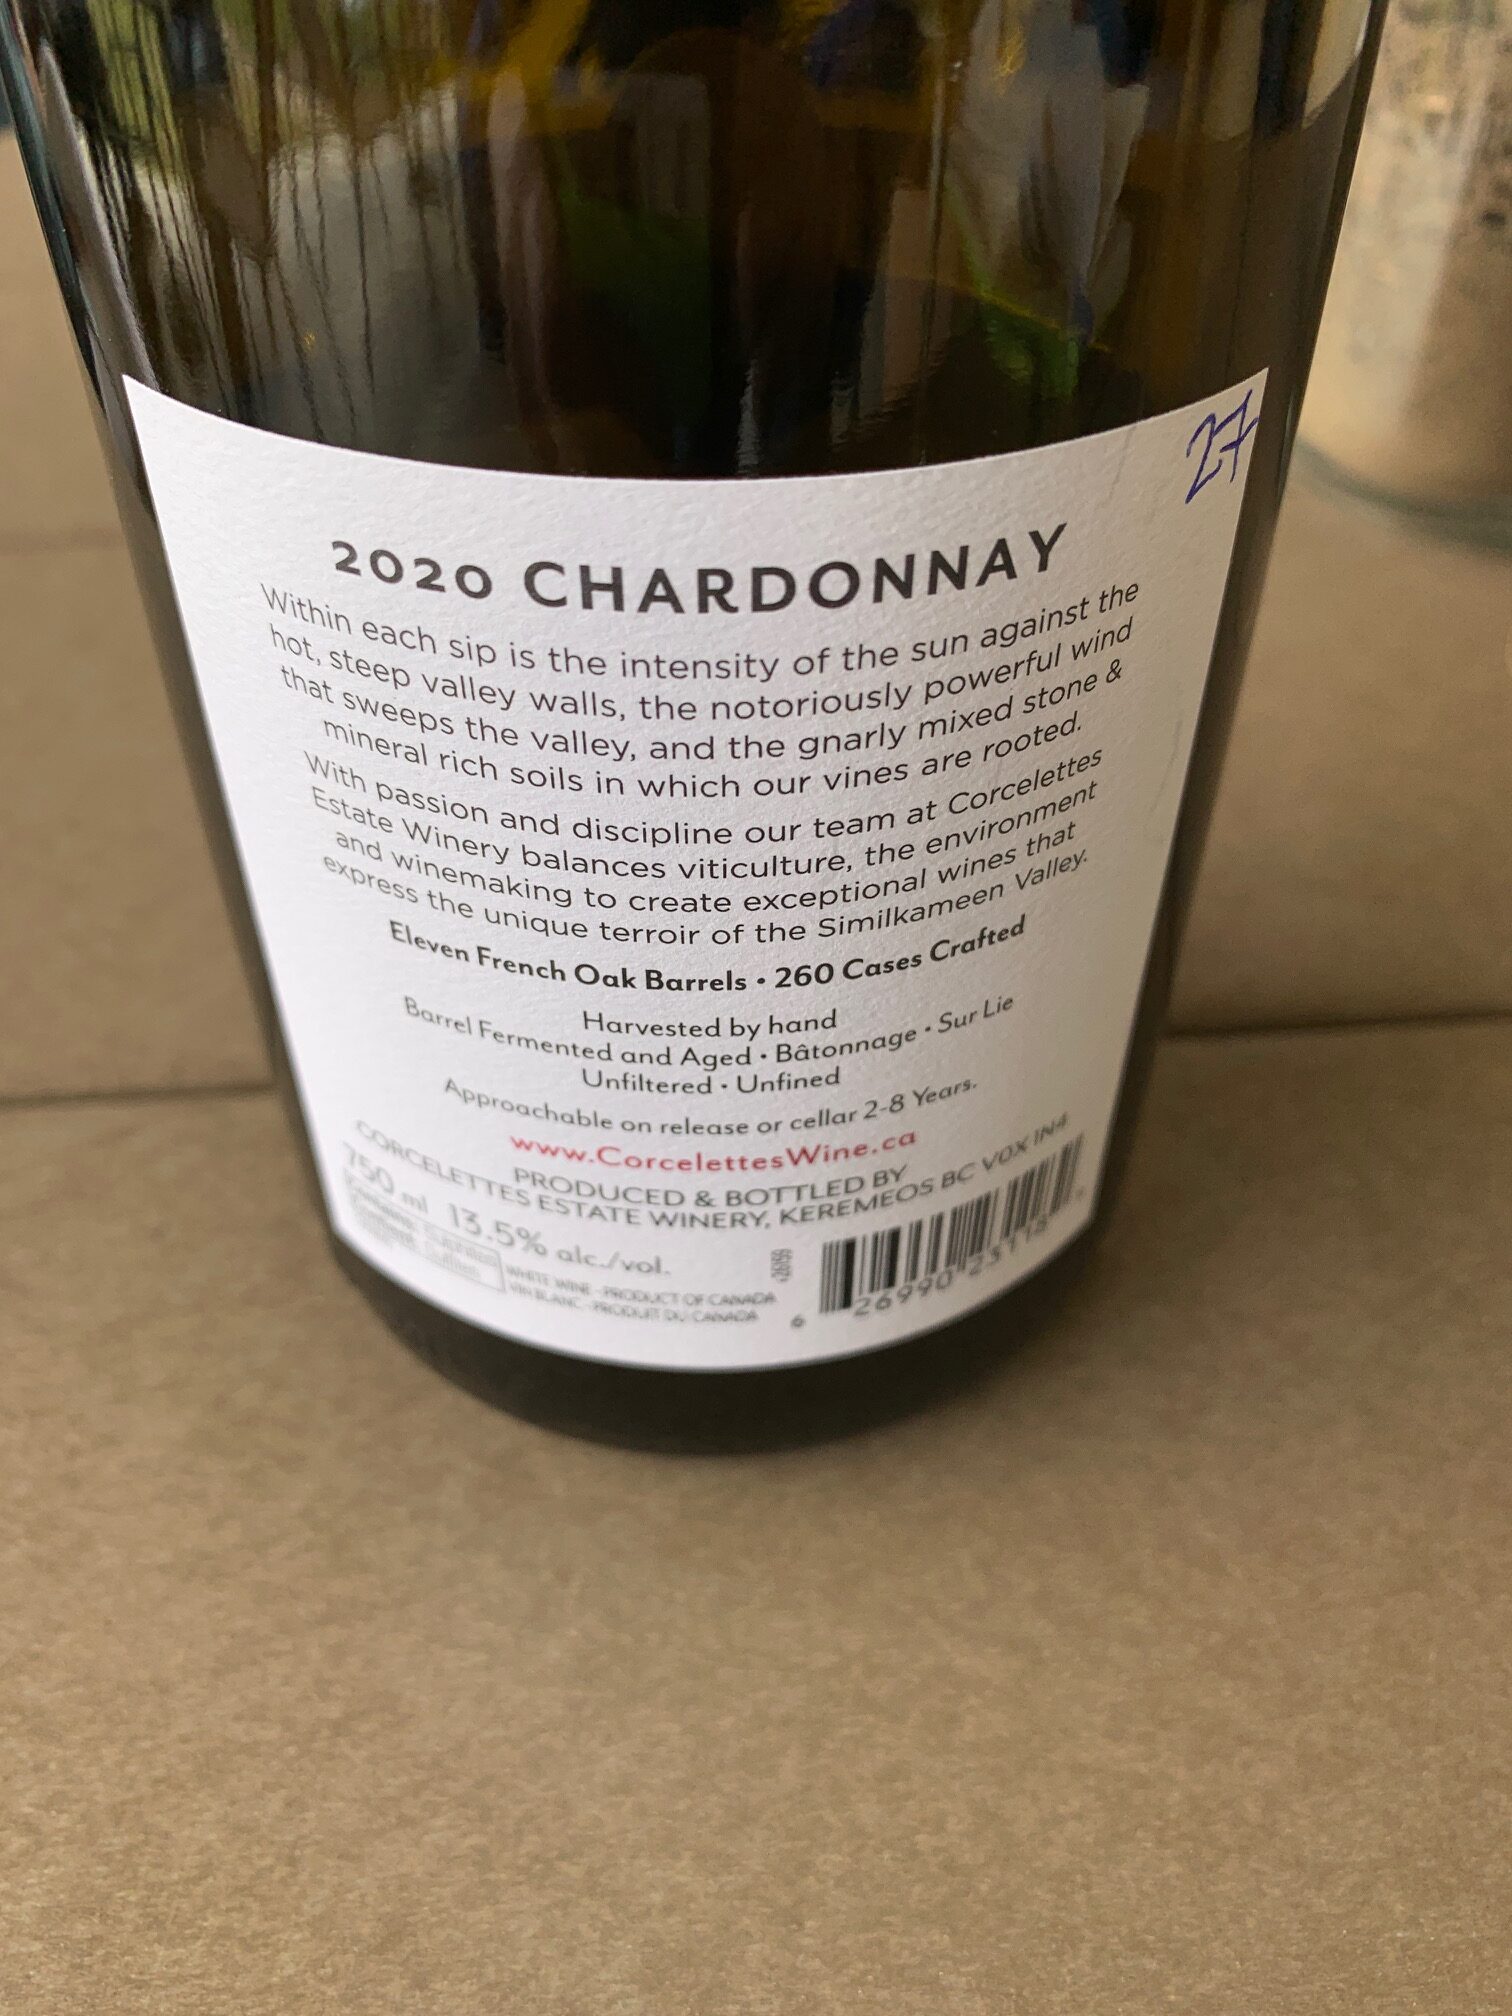 27
2020 CHARDONNAY
Within each sip is the intensity of the sun against the
hot, steep valley walls, the notoriously powerful wind
that sweeps the valley, and the gnarly mixed stone &
mineral rich soils in which our vines are rooted.
With passion and discipline our team at Corcelettes
Estate Winery balances viticulture, the environment
and winemaking to create exceptional wines that
express the unique terroir of the Similkameen Valley.
Eleven French Oak Barrels • 260 Cases Crafted
Harvested by hand
Barrel Fermented and Aged • Bâtonnage • Sur Lie
Unfiltered • Unfined
Approachable on release or cellar 2-8 Years.
www.CorcelettesWine.ca
PRODUCED & BOTTLED BY
CORCELETTES ESTATE WINERY, KEREMEOS BC V0X 1N4
750 ml 13.5% alc./vol.
WHITE WINE - PRODUCT OF CANADA
VIN BLANC - PRODUIT DU CANADA
6 26990